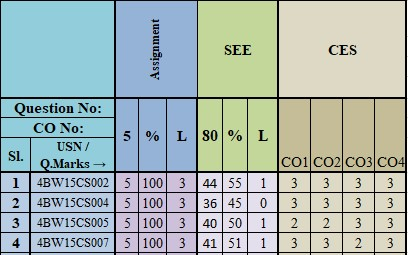 Assignment SEE CES
Question No:
CO No: 5 % L 80 % L
Sl. USN / Q.Marks → CO1 CO2 CO3 CO4
1 4BW15CS002 5 100 3 44 55 1 3 3 3 3
2 4BW15CS004 5 100 3 36 45 0 3 3 3 3
3 4BW15CS005 5 100 3 40 50 1 2 2 3 3
4 4BW15CS007 5 100 3 41 51 1 3 3 2 3